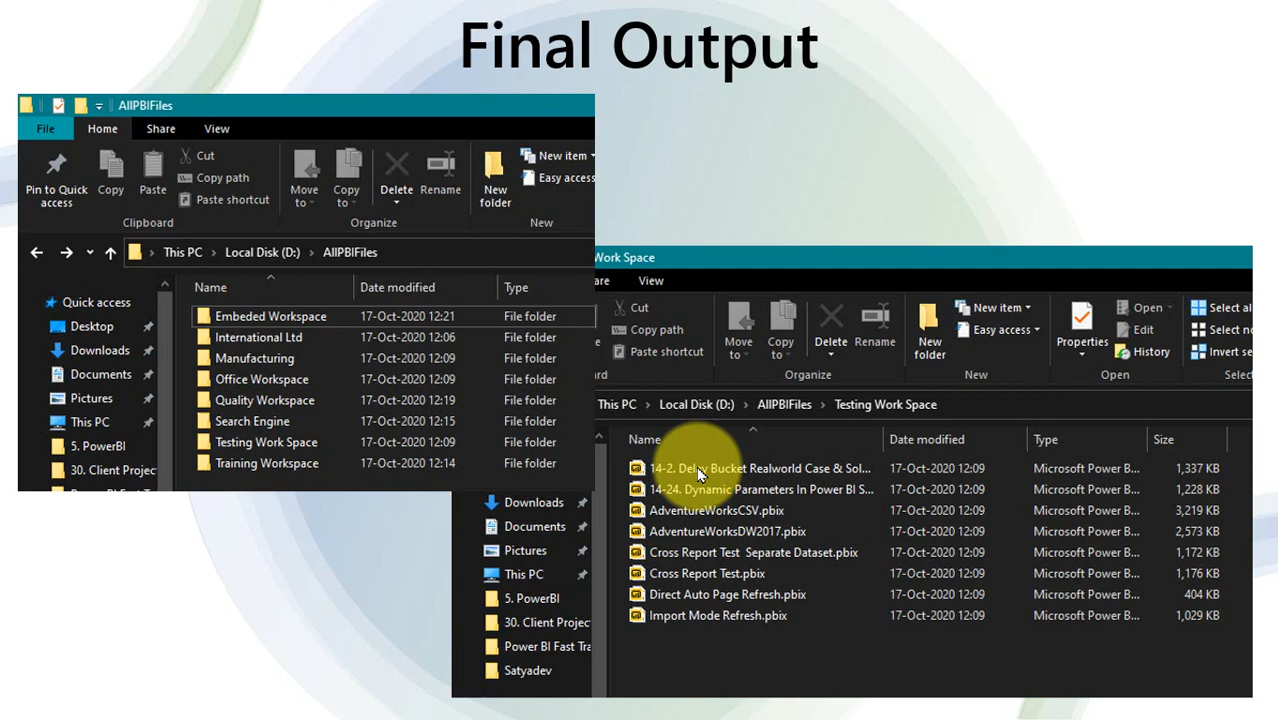 Final Output
AllPBIFiles
File Home Share View
Pin to Quick access
Copy
Paste
Cut
Copy path
Paste shortcut
Move to
Copy to
Delete
Rename
New folder
New item
Easy access
Clipboard Organize New
This PC Local Disk (D:) AllPBIFiles
Name Date modified Type
Quick access
Desktop
Downloads
Documents
Pictures
This PC
5. PowerBI
30. Client Projec
Embeded Workspace 17-Oct-2020 12:21 File folder
International Ltd 17-Oct-2020 12:06 File folder
Manufacturing 17-Oct-2020 12:09 File folder
Office Workspace 17-Oct-2020 12:09 File folder
Quality Workspace 17-Oct-2020 12:19 File folder
Search Engine 17-Oct-2020 12:15 File folder
Testing Work Space 17-Oct-2020 12:09 File folder
Training Workspace 17-Oct-2020 12:14 File folder
Work Space
are View
Cut
Copy path
Paste shortcut
Move to
Copy to
Delete
Rename
New folder
New item
Easy access
Properties
Open
Edit
History
Select al
Select no
Invert se
ard Organize New Open Selec
This PC Local Disk (D:) AllPBIFiles Testing Work Space
Name Date modified Type Size
14-2. Delay Bucket Realworld Case & Sol... 17-Oct-2020 12:09 Microsoft Power B... 1,337 KB
14-24. Dynamic Parameters In Power BI S... 17-Oct-2020 12:09 Microsoft Power B... 1,228 KB
AdventureWorksCSV.pbix 17-Oct-2020 12:09 Microsoft Power B... 3,219 KB
AdventureWorksDW2017.pbix 17-Oct-2020 12:09 Microsoft Power B... 2,573 KB
Cross Report Test Separate Dataset.pbix 17-Oct-2020 12:09 Microsoft Power B... 1,172 KB
Cross Report Test.pbix 17-Oct-2020 12:09 Microsoft Power B... 1,176 KB
Direct Auto Page Refresh.pbix 17-Oct-2020 12:09 Microsoft Power B... 404 KB
Import Mode Refresh.pbix 17-Oct-2020 12:09 Microsoft Power B... 1,029 KB
Downloads
Documents
Pictures
This PC
5. PowerBI
30. Client Projec
Power BI Fast Tra
Satyadev